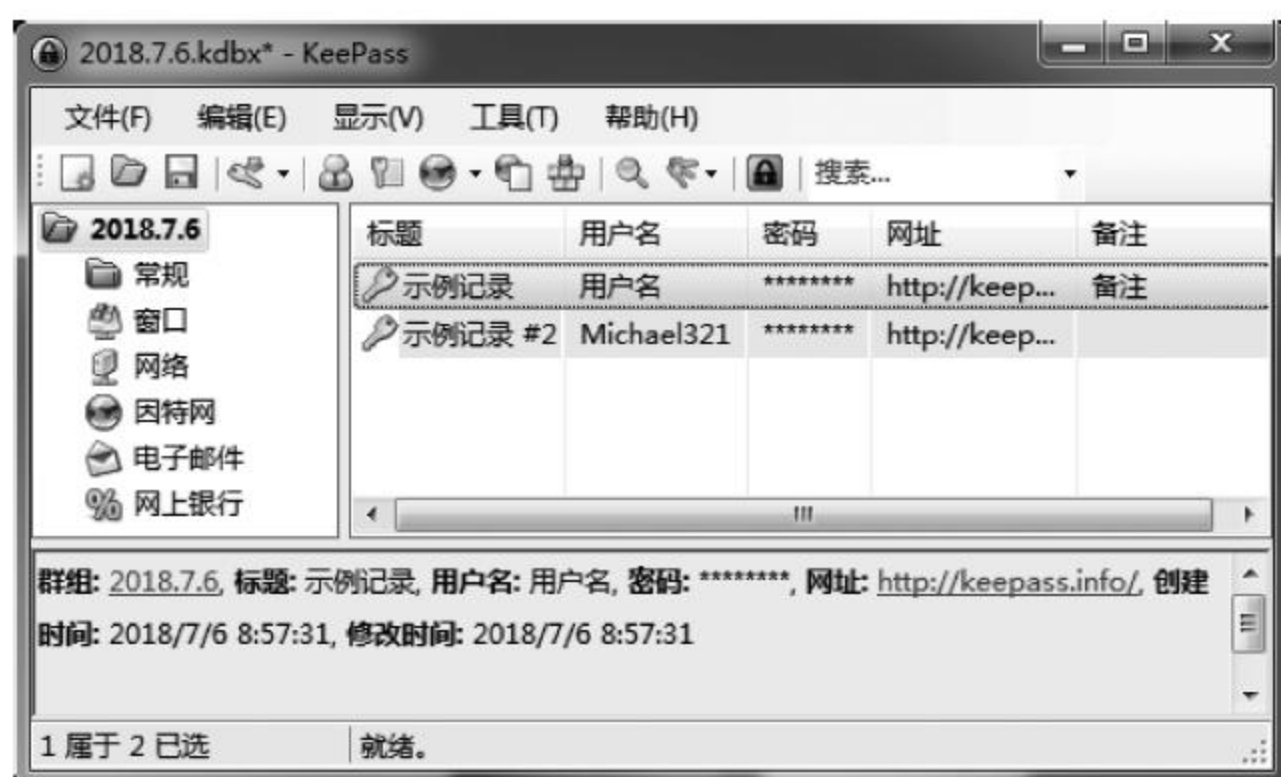 2018.7.6.kdbx* - KeePass
文件(F) 编辑(E) 显示(V) 工具(T) 帮助(H)
搜索...
2018.7.6
常规
窗口
网络
因特网
电子邮件
网上银行
标题 用户名 密码 网址 备注
示例记录 用户名 ******** http://keep... 备注
示例记录 #2 Michael321 ******** http://keep...
群组: 2018.7.6, 标题: 示例记录, 用户名: 用户名, 密码: ********, 网址: http://keepass.info/, 创建
时间: 2018/7/6 8:57:31, 修改时间: 2018/7/6 8:57:31
1 属于 2 已选 就绪。